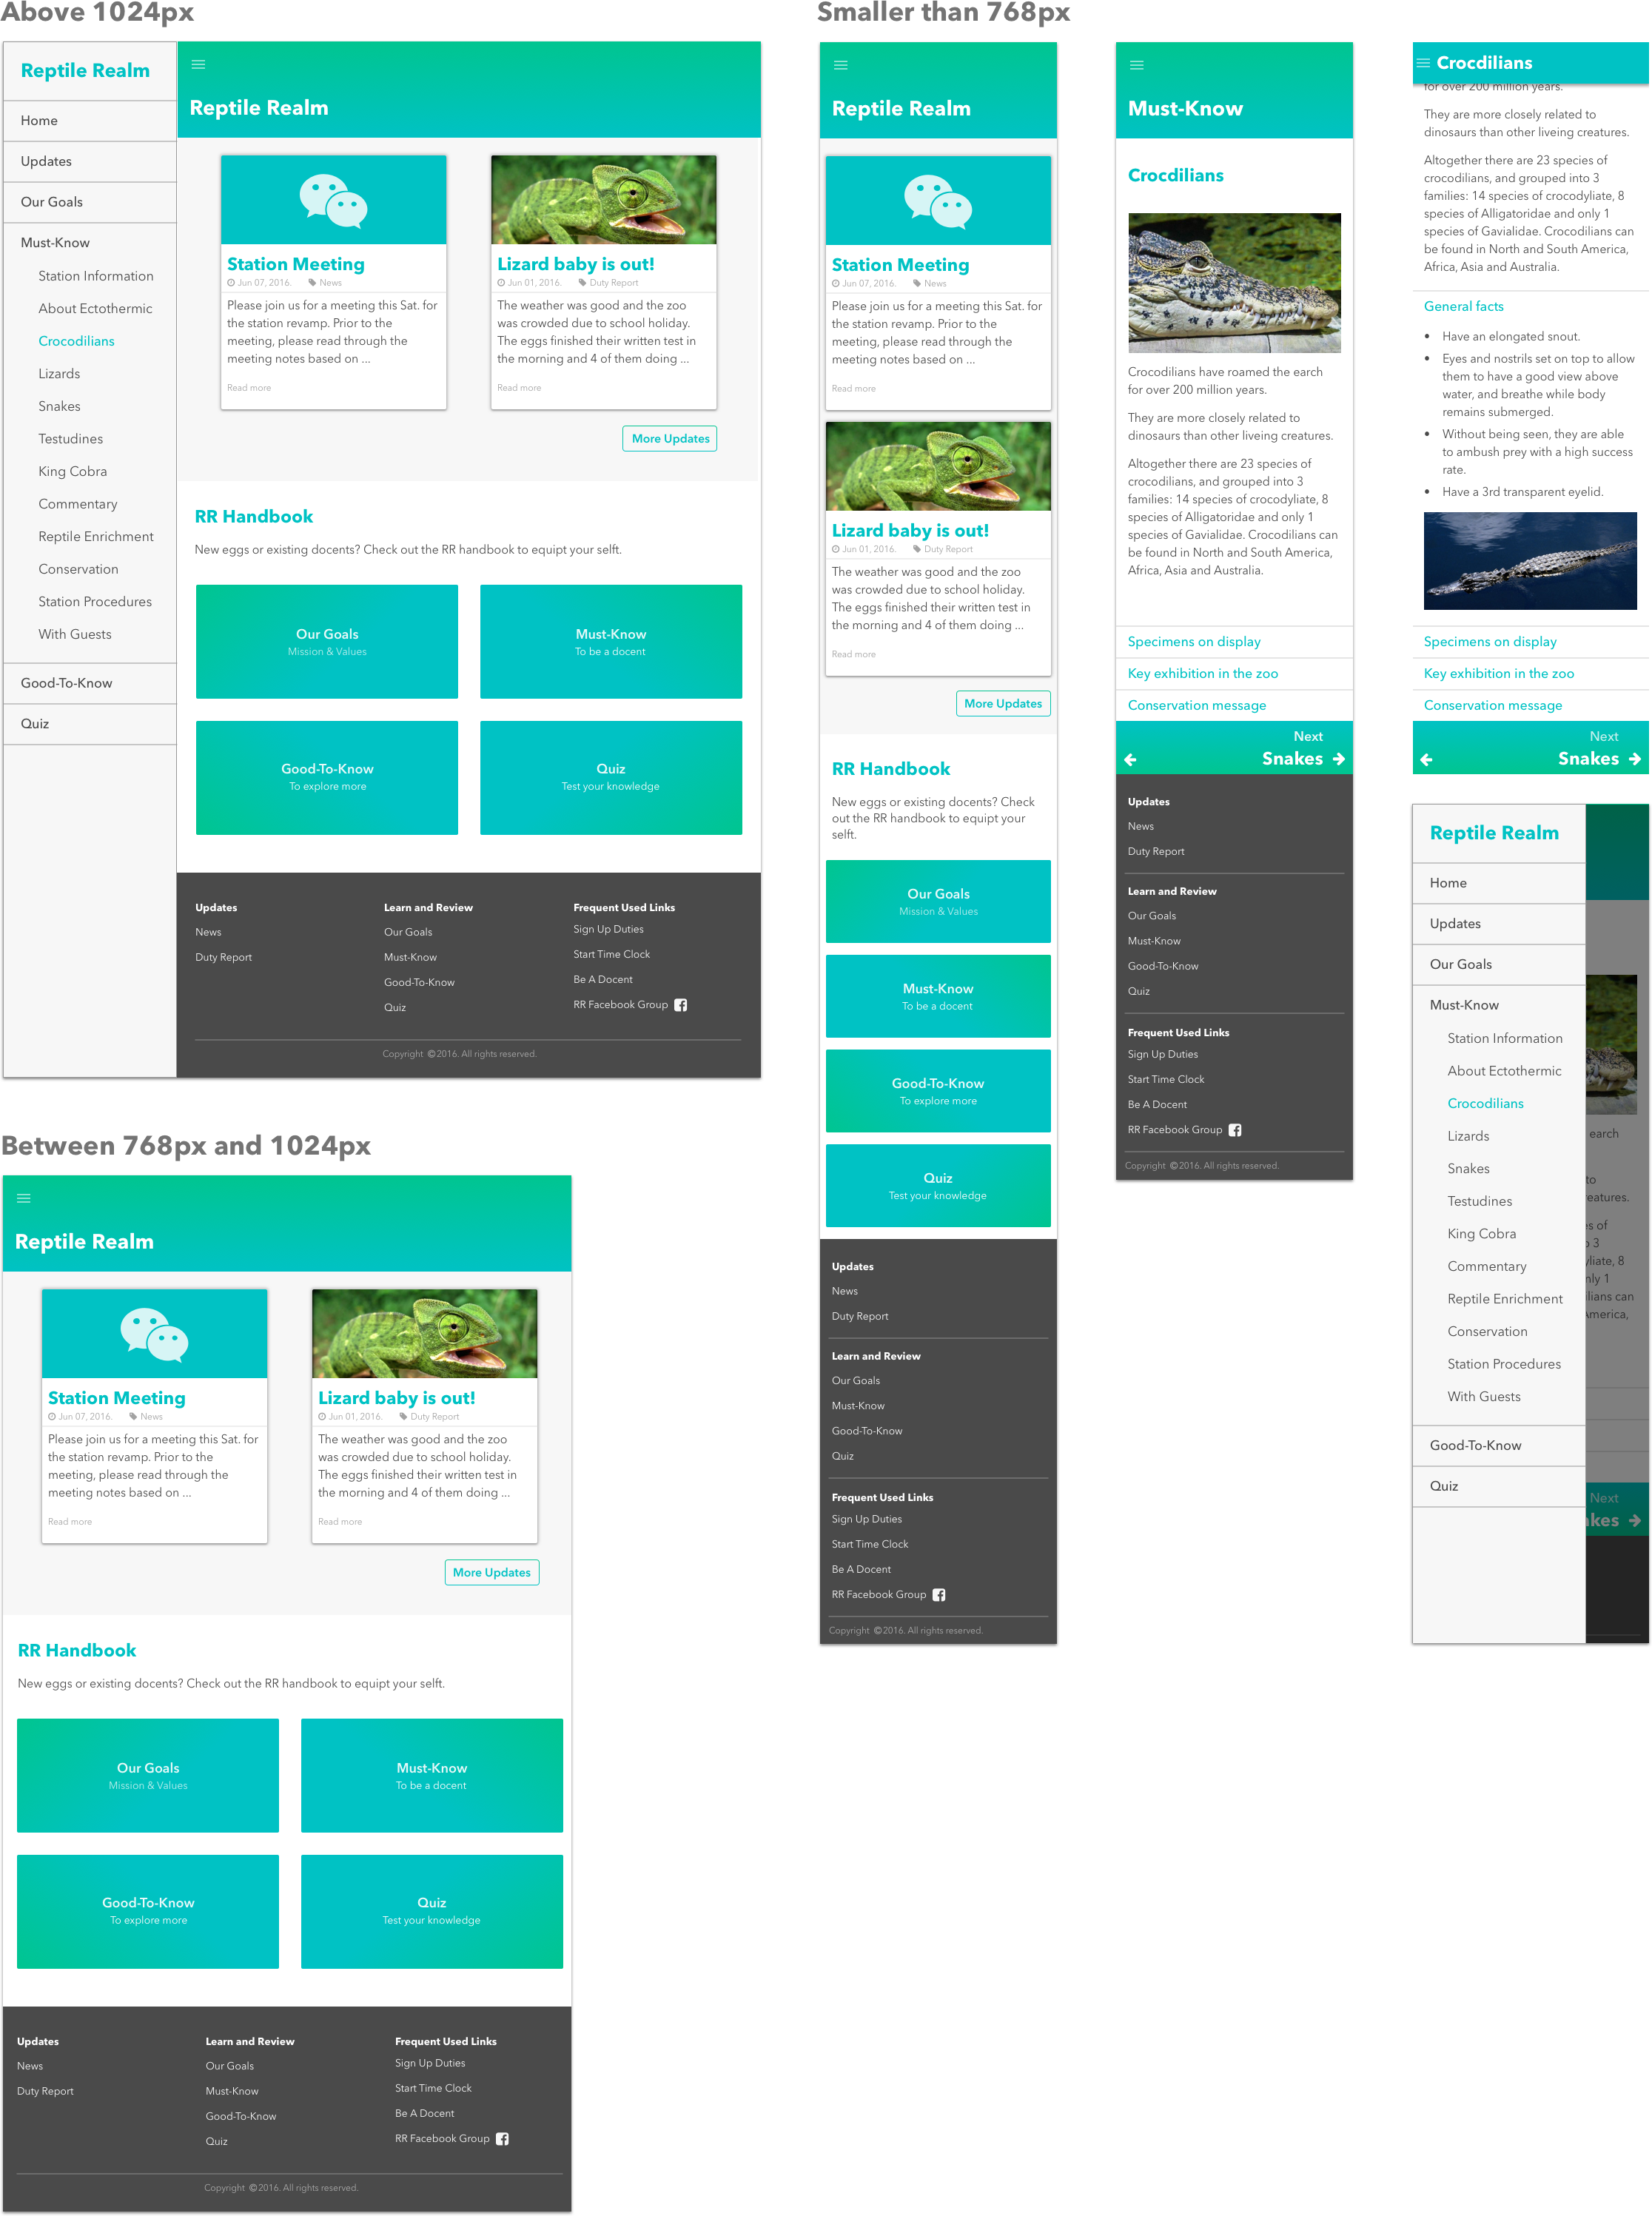 Above 1024px
Reptile Realm
Home
Updates
Our Goals
Must-Know
Station Information
About Ectothermic
Crocodilians
Lizards
Snakes
Testudines
King Cobra
Commentary
Reptile Enrichment
Conservation
Station Procedures
With Guests
Good-To-Know
Quiz
Reptile Realm
Station Meeting
Jun 07, 2016. News
Please join us for a meeting this Sat. for
the station revamp. Prior to the
meeting, please read through the
meeting notes based on ...
Read more
Lizard baby is out!
Jun 01, 2016. Duty Report
The weather was good and the zoo
was crowded due to school holiday.
The eggs finished their written test in
the morning and 4 of them doing ...
Read more
More Updates
RR Handbook
New eggs or existing docents? Check out the RR handbook to equipt your selft.
Our Goals
Mission & Values
Must-Know
To be a docent
Good-To-Know
To explore more
Quiz
Test your knowledge
Updates
News
Duty Report
Learn and Review
Our Goals
Must-Know
Good-To-Know
Quiz
Frequent Used Links
Sign Up Duties
Start Time Clock
Be A Docent
RR Facebook Group
Copyright ©2016. All rights reserved.
Between 768px and 1024px
Reptile Realm
Station Meeting
Jun 07, 2016. News
Please join us for a meeting this Sat. for
the station revamp. Prior to the
meeting, please read through the
meeting notes based on ...
Read more
Lizard baby is out!
Jun 01, 2016. Duty Report
The weather was good and the zoo
was crowded due to school holiday.
The eggs finished their written test in
the morning and 4 of them doing ...
Read more
More Updates
RR Handbook
New eggs or existing docents? Check out the RR handbook to equipt your selft.
Our Goals
Mission & Values
Must-Know
To be a docent
Good-To-Know
To explore more
Quiz
Test your knowledge
Updates
News
Duty Report
Learn and Review
Our Goals
Must-Know
Good-To-Know
Quiz
Frequent Used Links
Sign Up Duties
Start Time Clock
Be A Docent
RR Facebook Group
Copyright ©2016. All rights reserved.
Smaller than 768px
Reptile Realm
Station Meeting
Jun 07, 2016. News
Please join us for a meeting this Sat. for
the station revamp. Prior to the
meeting, please read through the
meeting notes based on ...
Read more
Lizard baby is out!
Jun 01, 2016. Duty Report
The weather was good and the zoo
was crowded due to school holiday.
The eggs finished their written test in
the morning and 4 of them doing ...
Read more
More Updates
RR Handbook
New eggs or existing docents? Check
out the RR handbook to equipt your
selft.
Our Goals
Mission & Values
Must-Know
To be a docent
Good-To-Know
To explore more
Quiz
Test your knowledge
Updates
News
Duty Report
Learn and Review
Our Goals
Must-Know
Good-To-Know
Quiz
Frequent Used Links
Sign Up Duties
Start Time Clock
Be A Docent
RR Facebook Group
Copyright ©2016. All rights reserved.
Must-Know
Crocdilians
Crocodilians have roamed the earch
for over 200 million years.
They are more closely related to
dinosaurs than other liveing creatures.
Altogether there are 23 species of
crocodilians, and grouped into 3
families: 14 species of crocodyliate, 8
species of Alligatoridae and only 1
species of Gavialidae. Crocodilians can
be found in North and South America,
Africa, Asia and Australia.
Specimens on display
Key exhibition in the zoo
Conservation message
Next
Snakes
Updates
News
Duty Report
Learn and Review
Our Goals
Must-Know
Good-To-Know
Quiz
Frequent Used Links
Sign Up Duties
Start Time Clock
Be A Docent
RR Facebook Group
Copyright ©2016. All rights reserved.
Crocdilians
for over 200 million years.
They are more closely related to
dinosaurs than other liveing creatures.
Altogether there are 23 species of
crocodilians, and grouped into 3
families: 14 species of crocodyliate, 8
species of Alligatoridae and only 1
species of Gavialidae. Crocodilians can
be found in North and South America,
Africa, Asia and Australia.
General facts
• Have an elongated snout.
• Eyes and nostrils set on top to allow
them to have a good view above
water, and breathe while body
remains submerged.
• Without being seen, they are able
to ambush prey with a high success
rate.
• Have a 3rd transparent eyelid.
Specimens on display
Key exhibition in the zoo
Conservation message
Next
Snakes
Reptile Realm
Home
Updates
Our Goals
Must-Know
Station Information
About Ectothermic
Crocodilians
Lizards
Snakes
Testudines
King Cobra
Commentary
Reptile Enrichment
Conservation
Station Procedures
With Guests
Good-To-Know
Quiz
earch
to
eatures.
es of
3
yliate, 8
nly 1
ilians can
America,
Next
akes